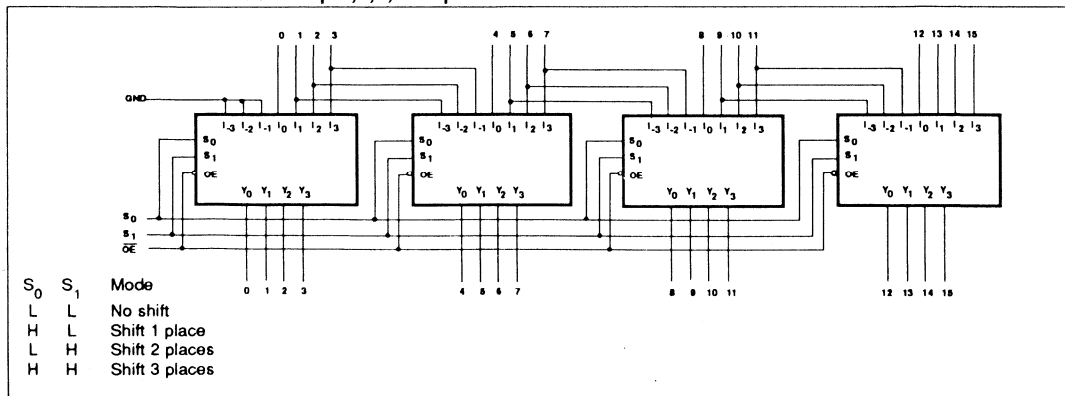 0 1 2 3 4 5 6 7 8 9 10 11 12 13 14 15
GND
I-3 I-2 I-1 I0 I1 I2 I3 I-3 I-2 I-1 I0 I1 I2 I3 I-3 I-2 I-1 I0 I1 I2 I3 I-3 I-2 I-1 I0 I1 I2 I3
S0 S0 S0 S0
S1 S1 S1 S1
OE OE OE OE
Y0 Y1 Y2 Y3 Y0 Y1 Y2 Y3 Y0 Y1 Y2 Y3 Y0 Y1 Y2 Y3
S0
S1
OE
0 1 2 3 4 5 6 7 8 9 10 11 12 13 14 15
S0 S1 Mode
L L No shift
H L Shift 1 place
L H Shift 2 places
H H Shift 3 places